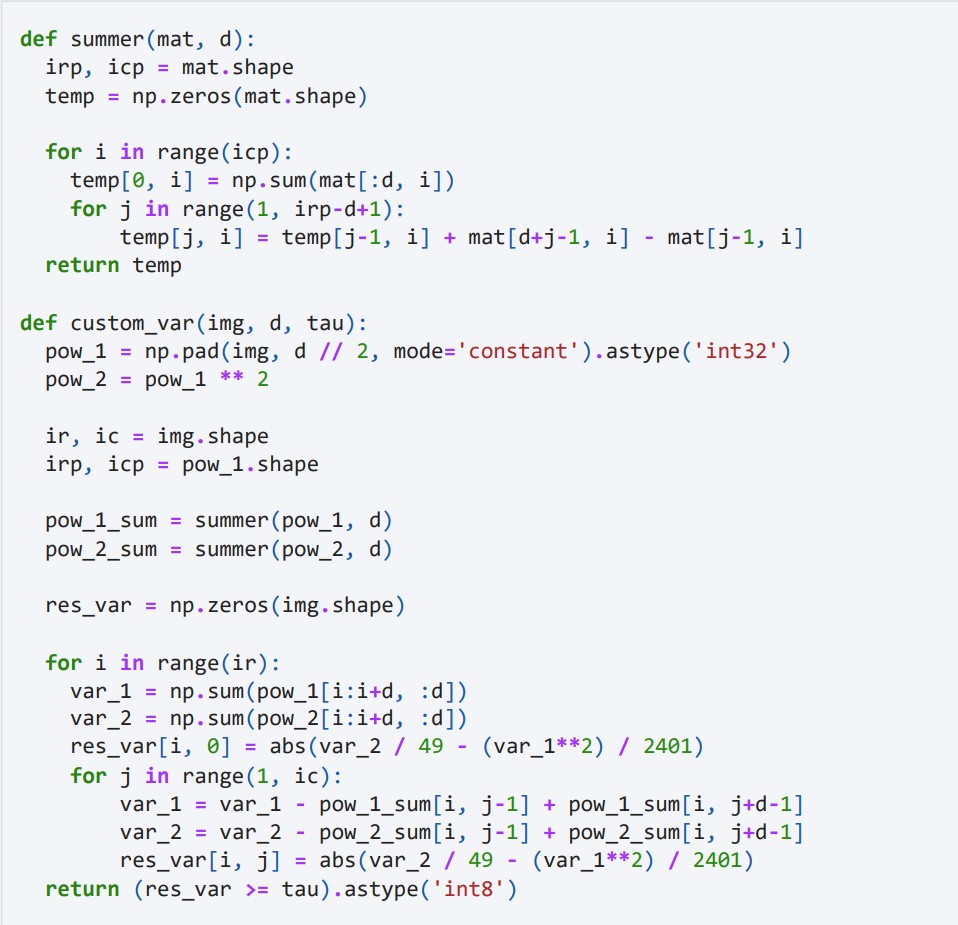 def summer(mat, d):
  irp, icp = mat.shape
  temp = np.zeros(mat.shape)

  for i in range(icp):
    temp[0, i] = np.sum(mat[:d, i])
    for j in range(1, irp-d+1):
        temp[j, i] = temp[j-1, i] + mat[d+j-1, i] - mat[j-1, i]
  return temp

def custom_var(img, d, tau):
  pow_1 = np.pad(img, d // 2, mode='constant').astype('int32')
  pow_2 = pow_1 ** 2

  ir, ic = img.shape
  irp, icp = pow_1.shape

  pow_1_sum = summer(pow_1, d)
  pow_2_sum = summer(pow_2, d)

  res_var = np.zeros(img.shape)

  for i in range(ir):
    var_1 = np.sum(pow_1[i:i+d, :d])
    var_2 = np.sum(pow_2[i:i+d, :d])
    res_var[i, 0] = abs(var_2 / 49 - (var_1**2) / 2401)
    for j in range(1, ic):
        var_1 = var_1 - pow_1_sum[i, j-1] + pow_1_sum[i, j+d-1]
        var_2 = var_2 - pow_2_sum[i, j-1] + pow_2_sum[i, j+d-1]
        res_var[i, j] = abs(var_2 / 49 - (var_1**2) / 2401)
  return (res_var >= tau).astype('int8')